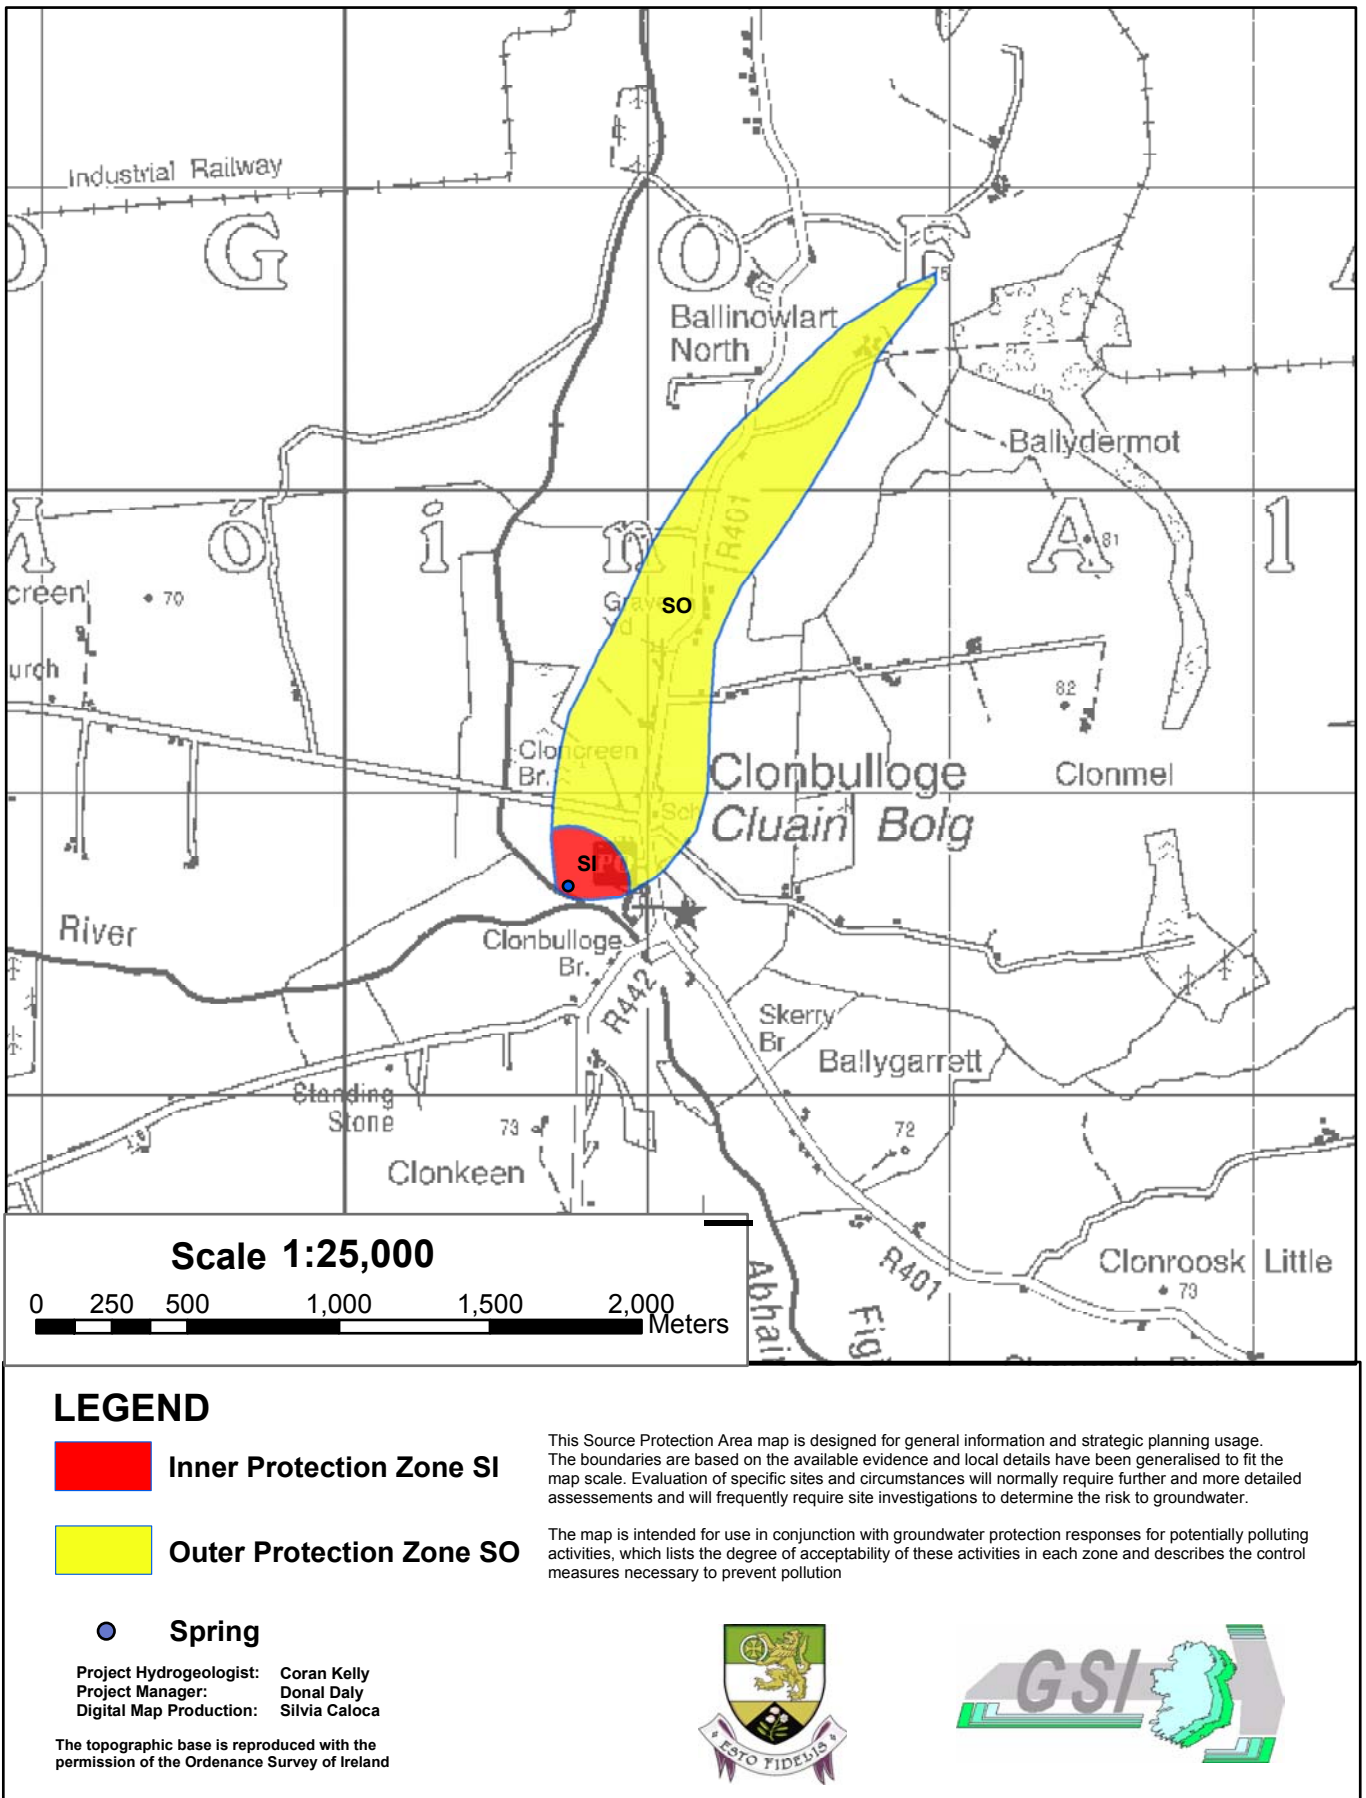 Industrial Railway
O G O F A
75
Ballinowlart
North
Ballydermot
R401
ó i n A l
81
creen
70
Grave
yd
SO
urch
82
Cloncreen
Br.
Clonbulloge
Clonmel
Sch
Cluain Bolg
SI
PO
River
Clonbulloge
Br.
R442
Skerry
Br
Ballygarrett
Standing
Stone
73
72
Clonkeen
Scale 1:25,000
R401
Clonroosk Little
79
0 250 500 1,000 1,500 2,000
Meters
Abhai
Fig
LEGEND
Inner Protection Zone SI
Outer Protection Zone SO
Spring
This Source Protection Area map is designed for general information and strategic planning usage.
The boundaries are based on the available evidence and local details have been generalised to fit the
map scale. Evaluation of specific sites and circumstances will normally require further and more detailed
assessements and will frequently require site investigations to determine the risk to groundwater.
The map is intended for use in conjunction with groundwater protection responses for potentially polluting
activities, which lists the degree of acceptability of these activities in each zone and describes the control
measures necessary to prevent pollution
Project Hydrogeologist: Coran Kelly
Project Manager: Donal Daly
Digital Map Production: Silvia Caloca
The topographic base is reproduced with the
permission of the Ordenance Survey of Ireland
ESTO FIDELIS
GSI